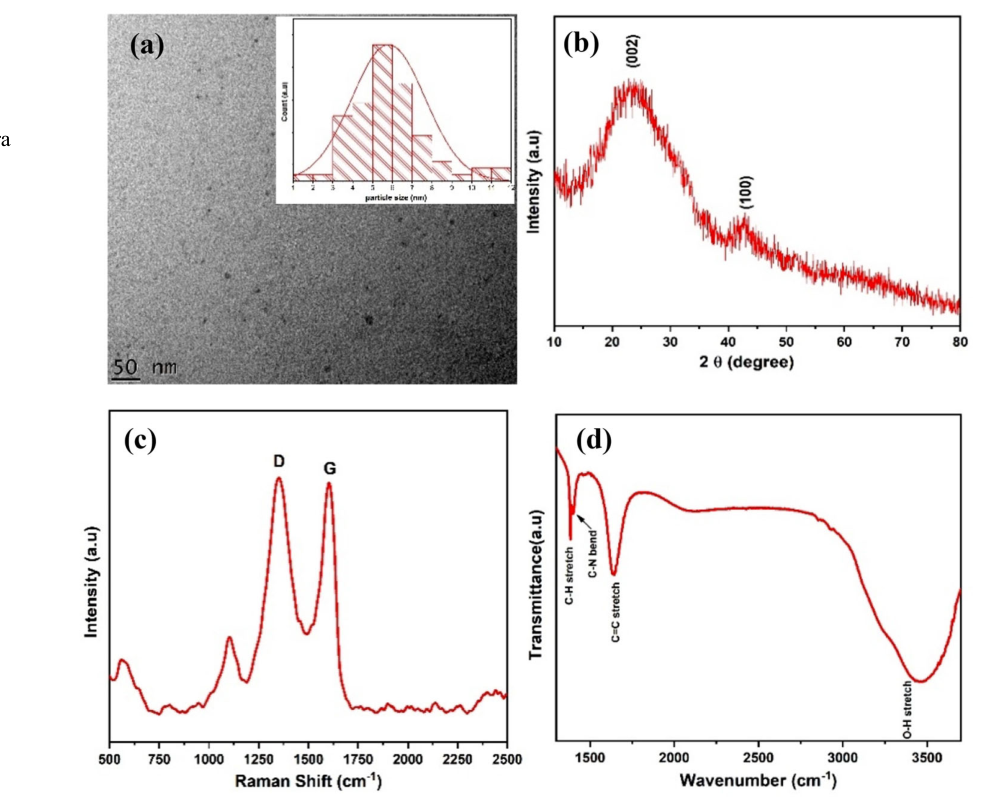 ra
(a)
Count (a.u)
particle size (nm)
50 nm
(b)
(002)
(100)
Intensity (a.u)
10 20 30 40 50 60 70 80
2 θ (degree)
(c)
D
G
Intensity (a.u)
500 750 1000 1250 1500 1750 2000 2250 2500
Raman Shift (cm⁻¹)
(d)
C-H stretch
C-N bend
C=C stretch
O-H stretch
Transmittance(a.u)
1500 2000 2500 3000 3500
Wavenumber (cm⁻¹)